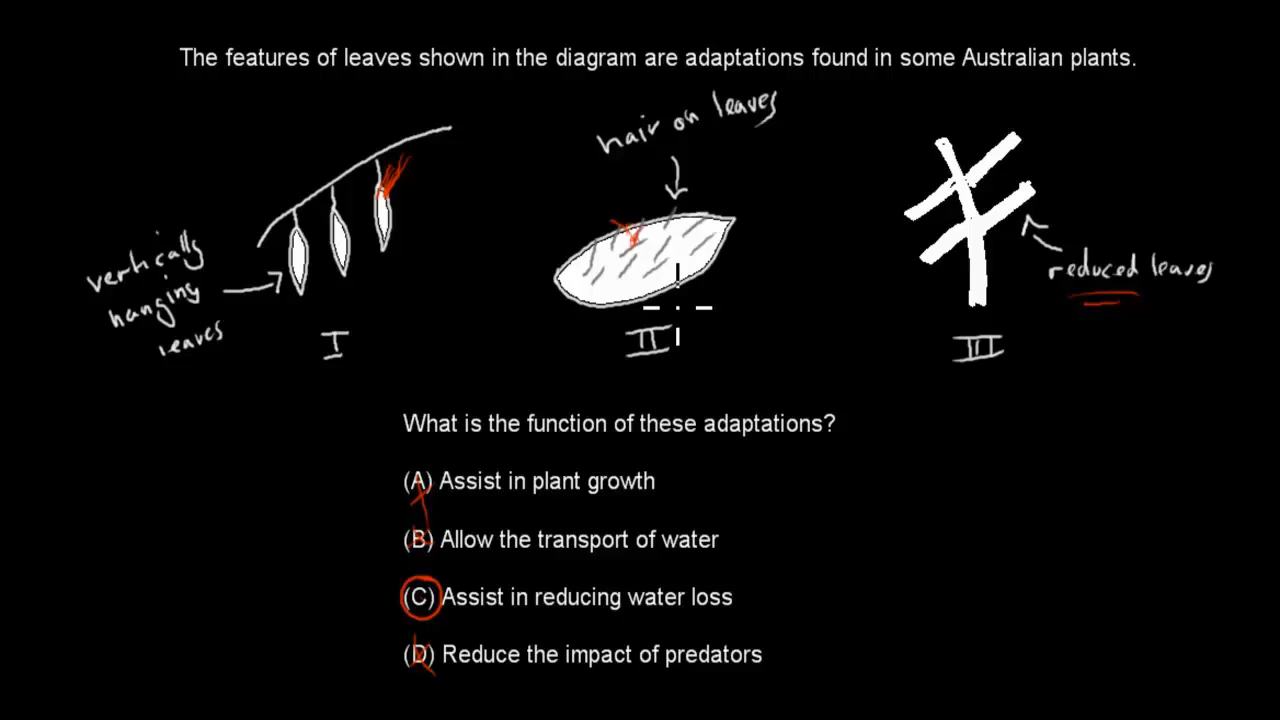 The features of leaves shown in the diagram are adaptations found in some Australian plants.
hair on leaves
vertically
hanging
leaves
reduced leaves
I
II
III
What is the function of these adaptations?
(A) Assist in plant growth
(B) Allow the transport of water
(C) Assist in reducing water loss
(D) Reduce the impact of predators